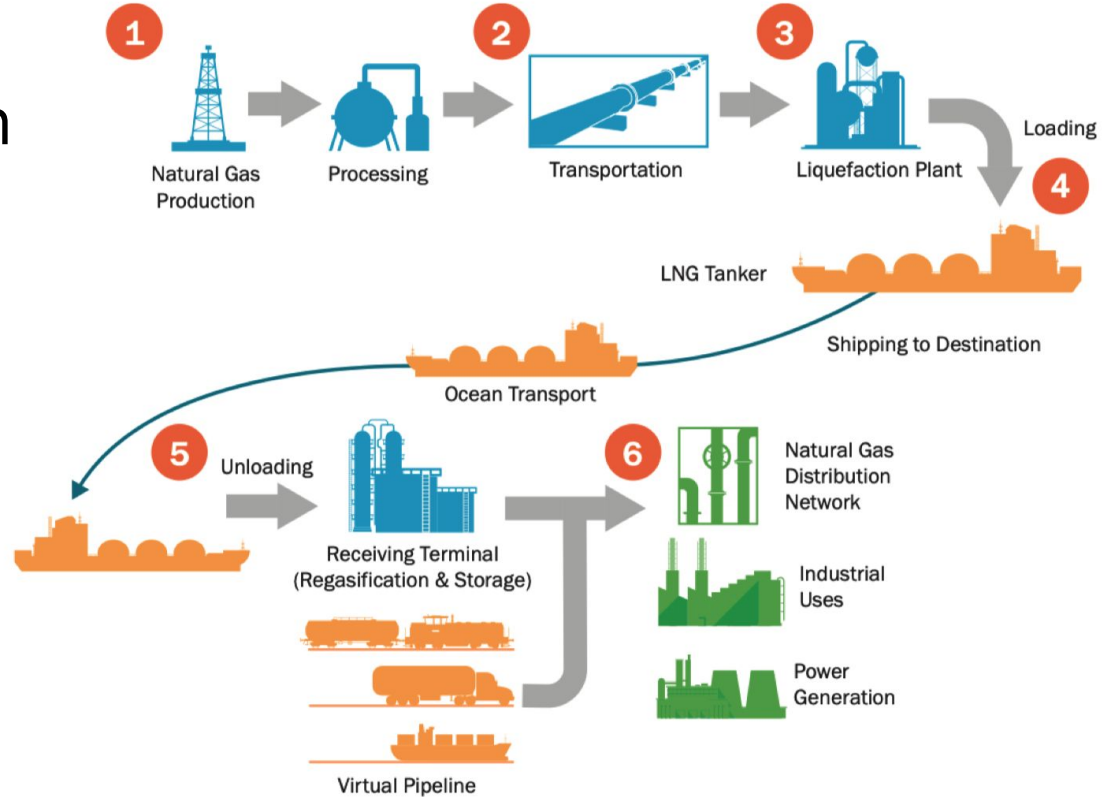 n
1
2
3
Natural Gas
Production
Processing
Transportation
Liquefaction Plant
Loading
4
LNG Tanker
Shipping to Destination
Ocean Transport
5
Unloading
Receiving Terminal
(Regasification & Storage)
Virtual Pipeline
6
Natural Gas
Distribution
Network
Industrial
Uses
Power
Generation